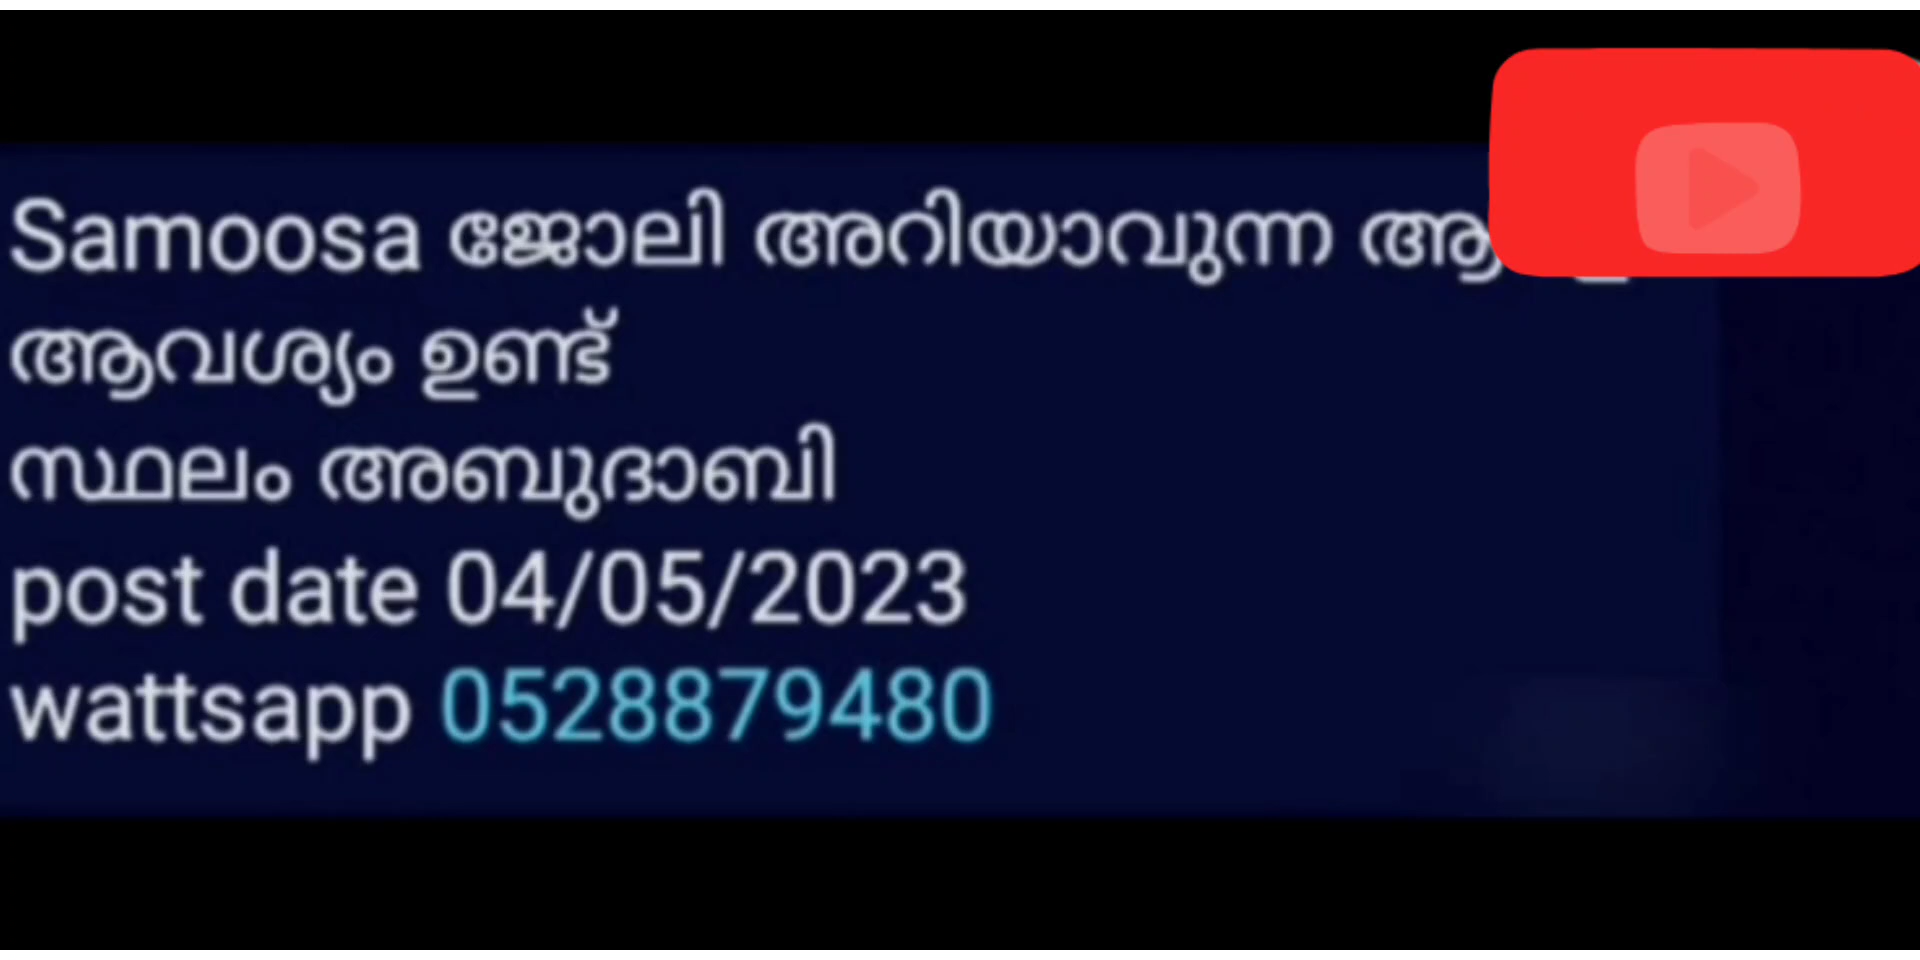 Samoosa ജോലി അറിയാവുന്ന
ആവശ്യം ഉണ്ട്
സ്ഥലം അബുദാബി
post date 04/05/2023
wattsapp 0528879480